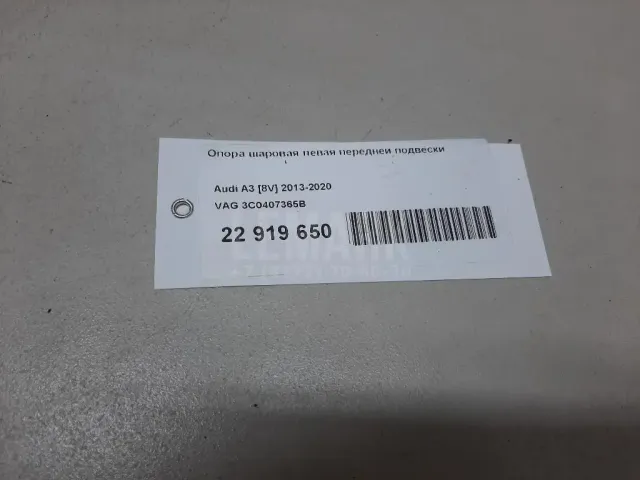 Опора шаровая левая передней подвески
Audi A3 [8V] 2013-2020
VAG 3C0407365B
22 919 650